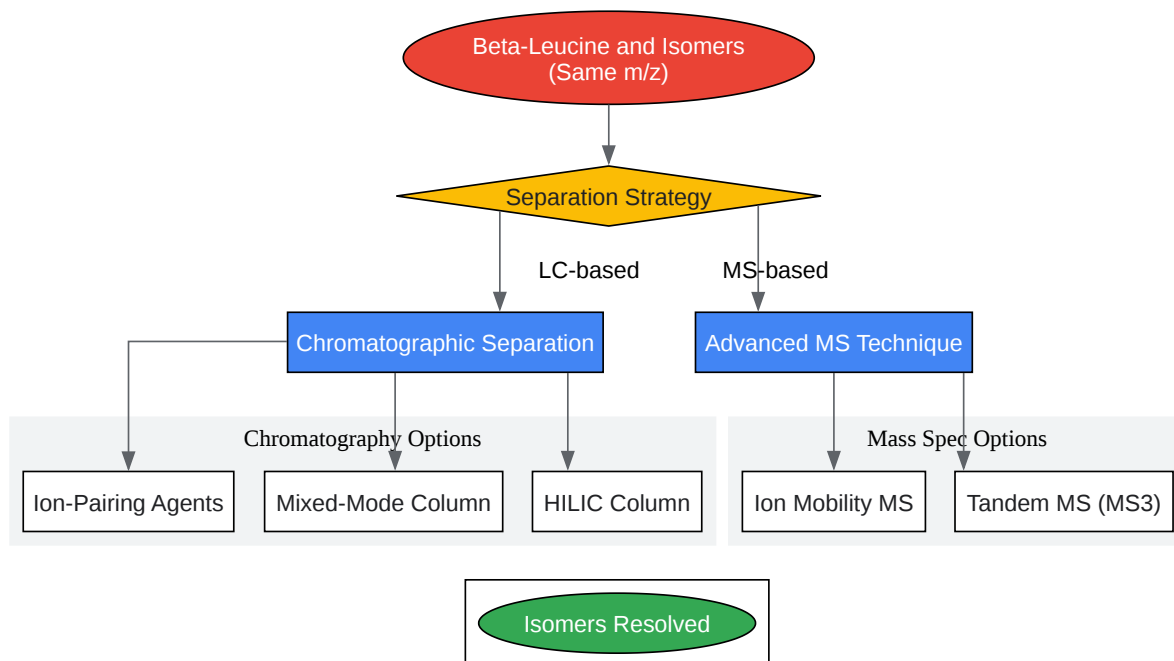 Beta-Leucine and Isomers
(Same m/z)
Separation Strategy
LC-based
MS-based
Chromatographic Separation
Advanced MS Technique
Chromatography Options
Mass Spec Options
Ion-Pairing Agents
Mixed-Mode Column
HILIC Column
Ion Mobility MS
Tandem MS (MS3)
Isomers Resolved